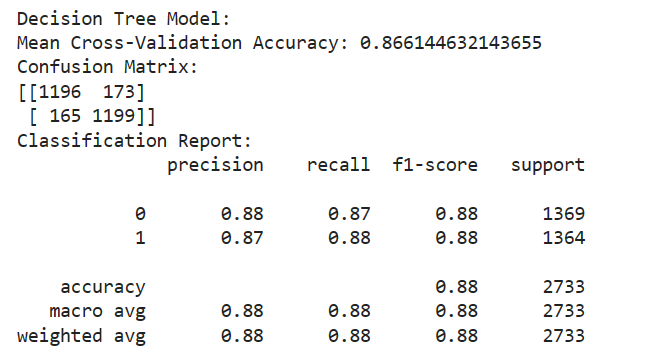 Decision Tree Model:
Mean Cross-Validation Accuracy: 0.866144632143655
Confusion Matrix:
[[1196  173]
 [ 165 1199]]
Classification Report:
              precision    recall  f1-score   support

           0       0.88      0.87      0.88      1369
           1       0.87      0.88      0.88      1364

    accuracy                           0.88      2733
   macro avg       0.88      0.88      0.88      2733
weighted avg       0.88      0.88      0.88      2733